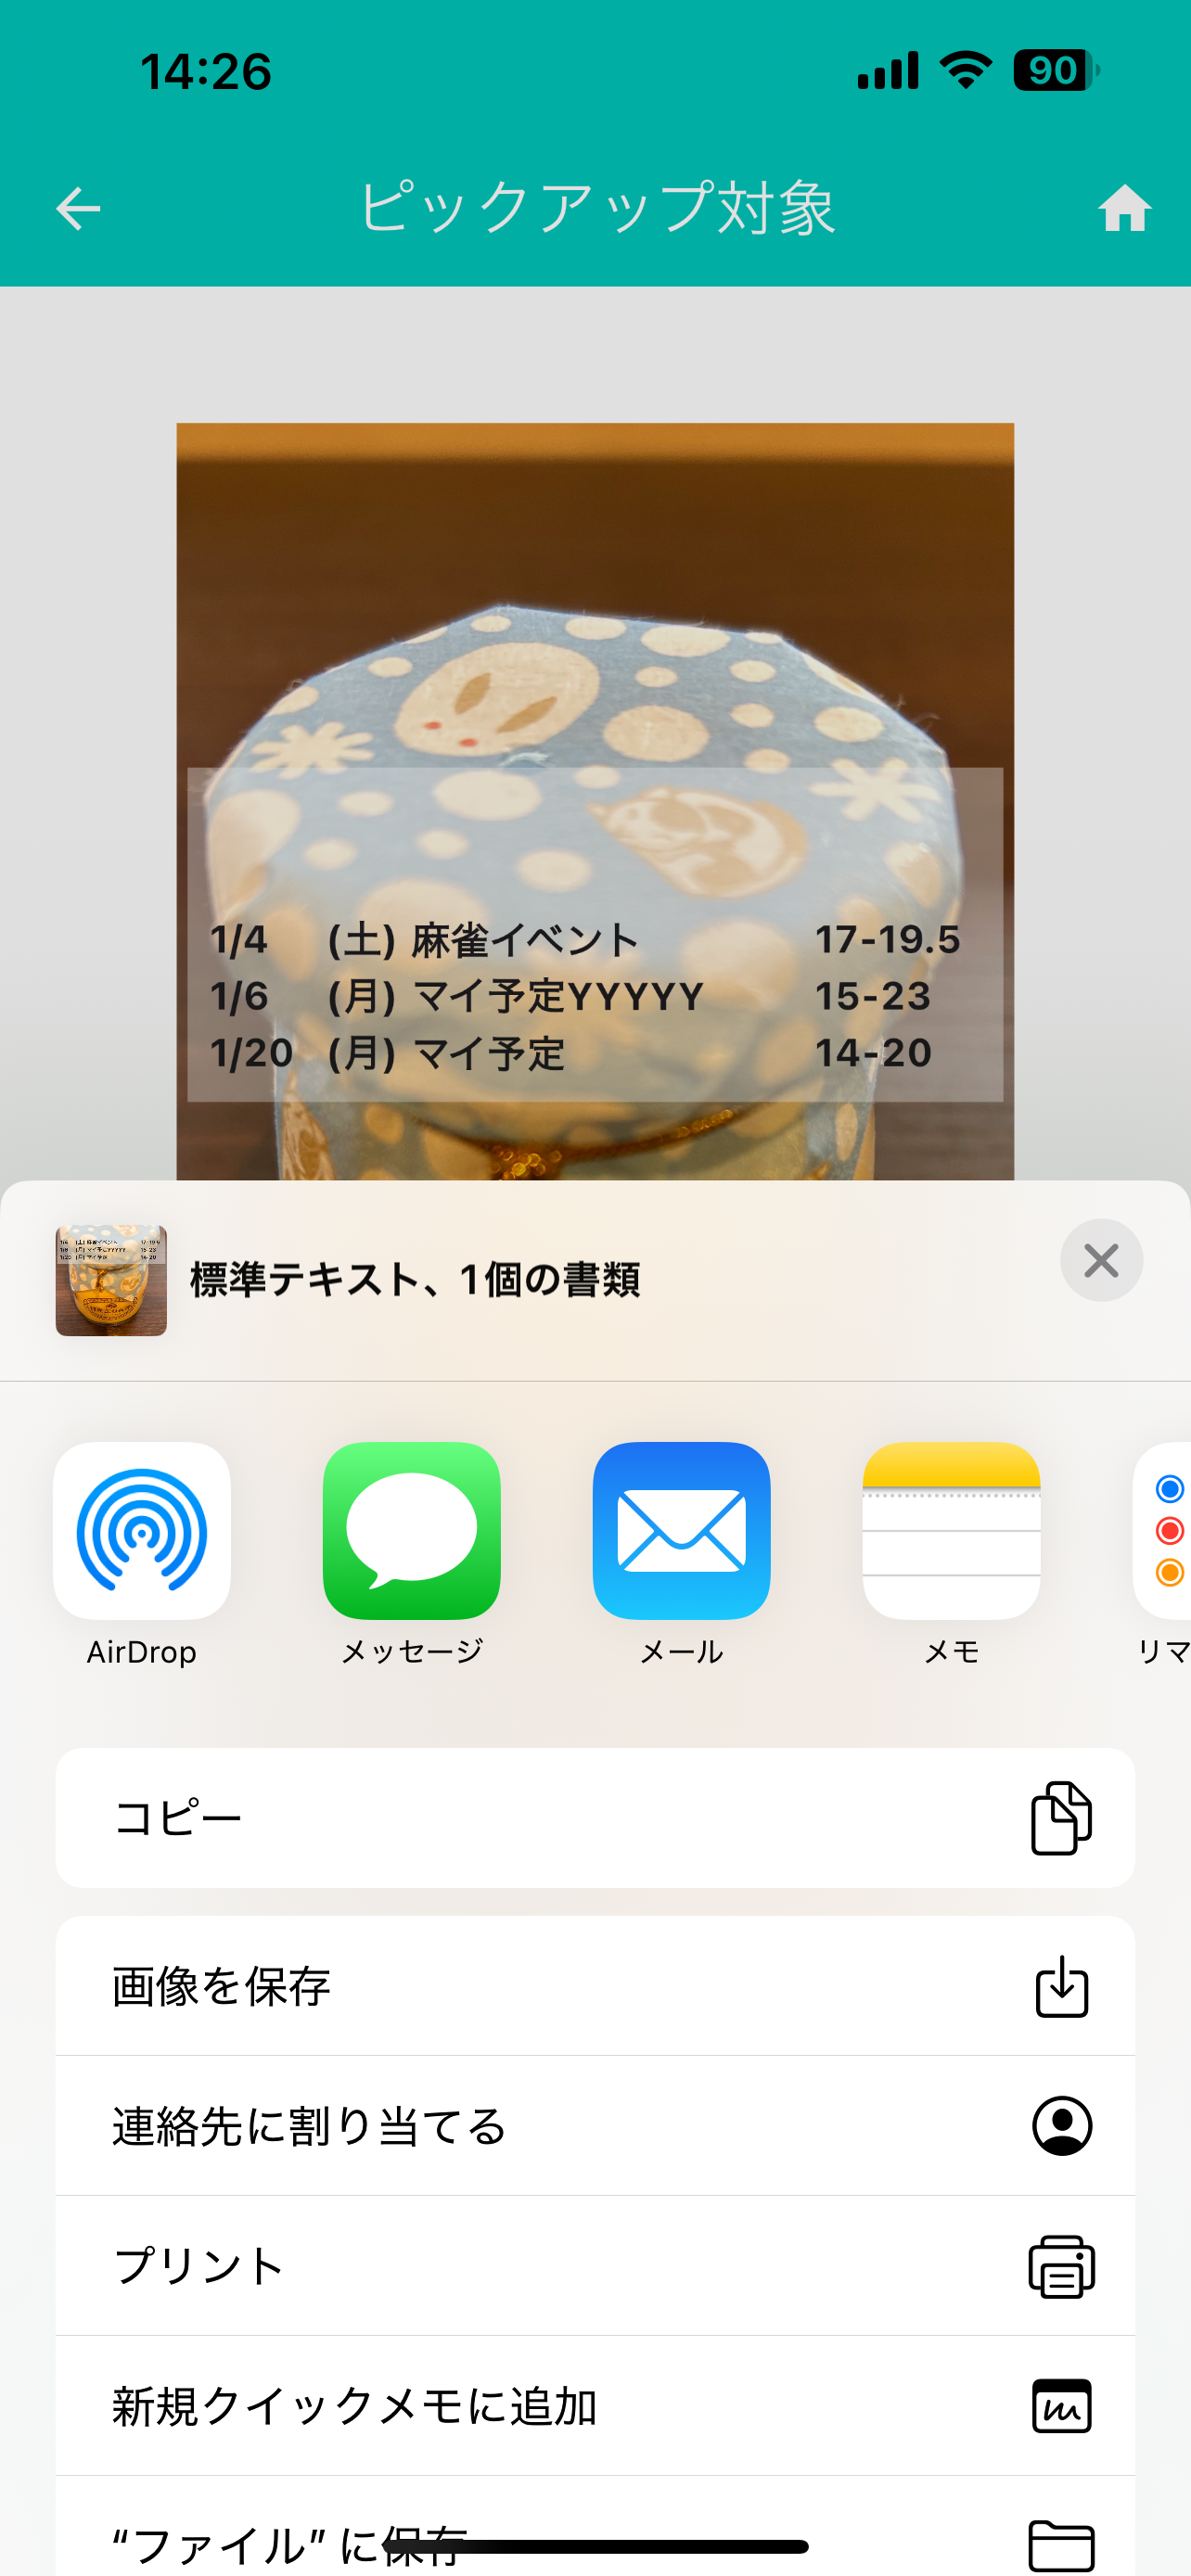 14:26
90
ピックアップ対象
1/4 (土) 麻雀イベント 17-19.5
1/6 (月) マイ予定YYYYY 15-23
1/20 (月) マイ予定 14-20
標準テキスト、1個の書類
AirDrop
メッセージ
メール
メモ
リマ
コピー
画像を保存
連絡先に割り当てる
プリント
新規クイックメモに追加
“ファイル” に保存